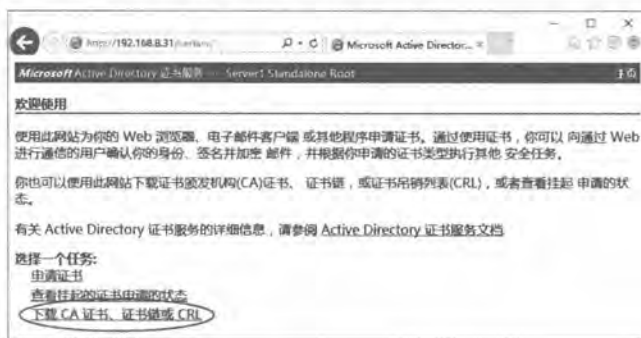 http://192.168.8.31/certsrv/
Microsoft Active Director...
Microsoft Active Directory 证书服务 -- Server1 Standalone Root
主页
欢迎使用
使用此网站为你的 Web 浏览器、电子邮件客户端 或其他程序申请证书。通过使用证书，你可以 向通过 Web
进行通信的用户确认你的身份、签名并加密 邮件，并根据你申请的证书类型执行其他 安全任务。
你也可以使用此网站下载证书颁发机构(CA)证书、 证书链，或证书吊销列表(CRL)，或者查看挂起 申请的状
态。
有关 Active Directory 证书服务的详细信息，请参阅 Active Directory 证书服务文档
选择一个任务:
申请证书
查看挂起的证书申请的状态
下载 CA 证书、证书链或 CRL